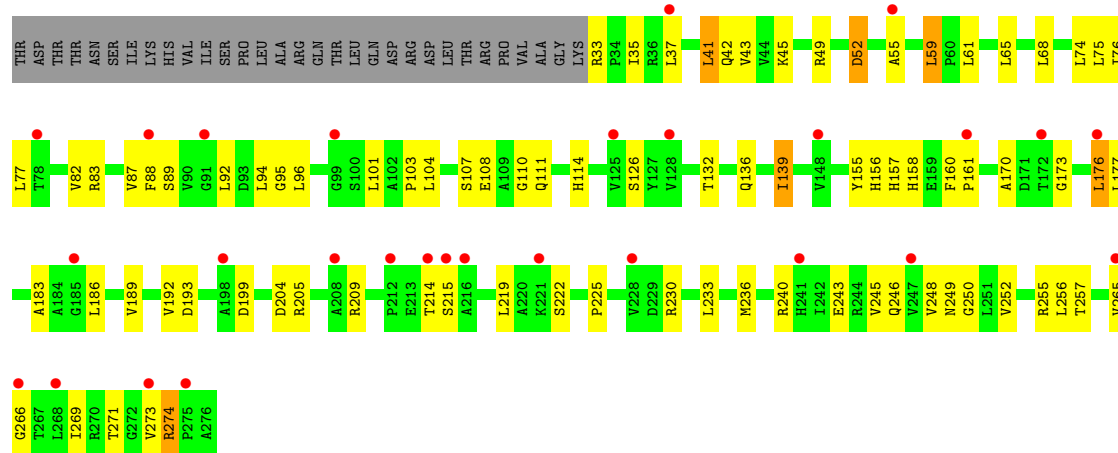 THR ASP THR THR ASN SER ILE LYS HIS VAL ILE SER PRO LEU ALA ARG GLN THR LEU GLN ASP ARG ASP LEU THR ARG PRO VAL ALA GLY LYS R33 P34 I35 R36 L37 L41 Q42 V43 V44 K45 R49 D52 A55 L59 P60 L61 L65 L68 L74 L75 I76
L77 T78 V82 R83 V87 F88 S89 V90 G91 L92 D93 L94 G95 L96 G99 S100 L101 A102 P103 L104 S107 E108 A109 G110 Q111 H114 V125 S126 Y127 V128 T132 Q136 I139 V148 Y155 H156 H157 H158 E159 F160 P161 A170 D171 T172 G173 L176 L177
A183 A184 G185 L186 V189 V192 D193 A198 D199 D204 R205 A208 R209 P212 E213 T214 S215 A216 L219 A220 K221 S222 P225 V228 D229 R230 L233 M236 R240 H241 I242 E243 R244 V245 Q246 V247 V248 N249 G250 L251 V252 R255 L256 T257 V265
G266 T267 L268 I269 R270 T271 G272 V273 R274 P275 A276